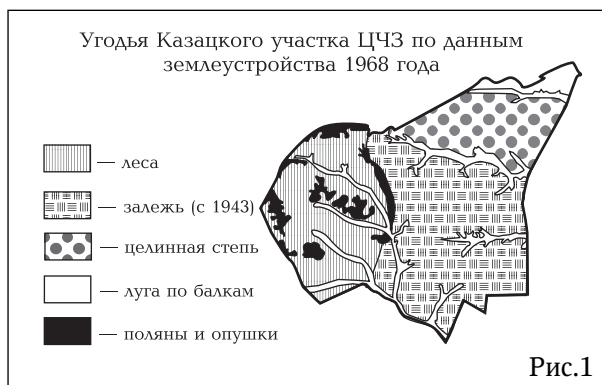 Угодья Казацкого участка ЦЧЗ по данным
землеустройства 1968 года
— леса
— залежь (с 1943)
— целинная степь
— луга по балкам
— поляны и опушки
Рис.1